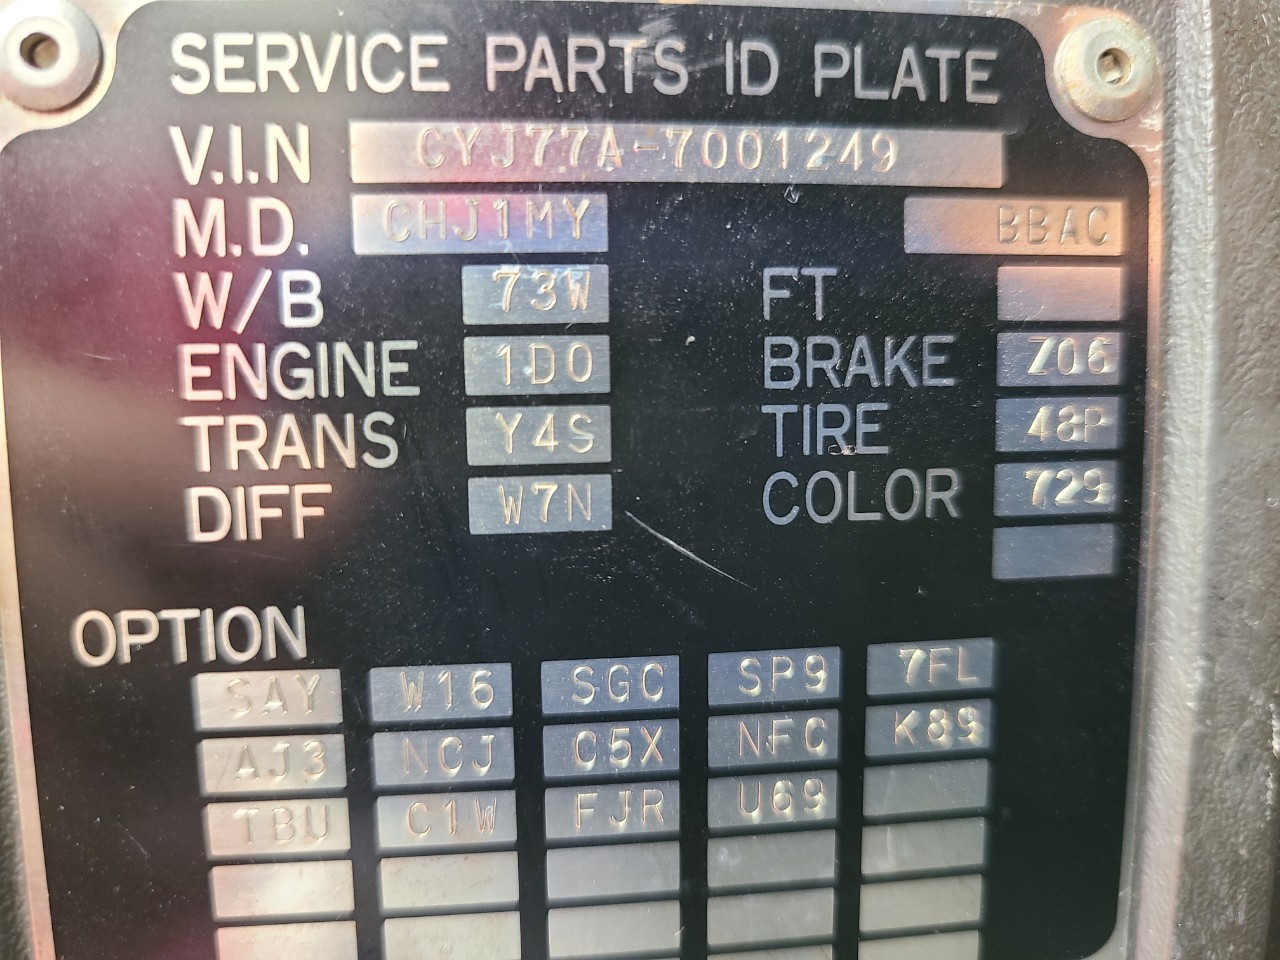 SERVICE PARTS ID PLATE
V.I.N CYJ77A-7001249
M.D. CHJ1MY BBAC
W/B 73W FT
ENGINE 1D0 BRAKE Z06
TRANS Y4S TIRE 48P
DIFF W7N COLOR 729
OPTION
SAY W16 SGC SP9 7FL
AJ3 NCJ C5X NFC K89
TBU C1W FJR U69